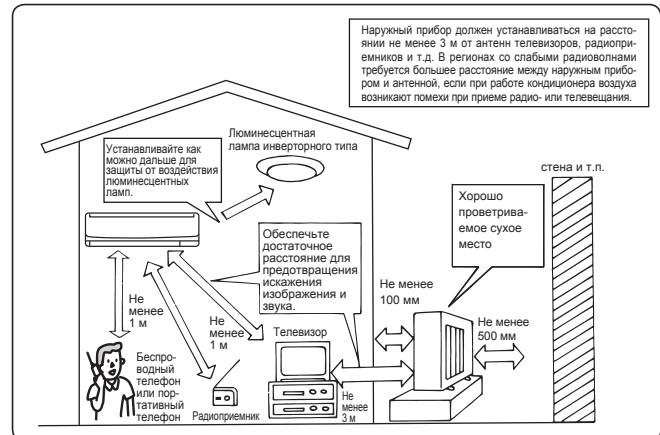 Наружный прибор должен устанавливаться на рассто-
янии не менее 3 м от антенн телевизоров, радиопри-
емников и т.д. В регионах со слабыми радиоволнами
требуется большее расстояние между наружным прибо-
ром и антенной, если при работе кондиционера воздуха
возникают помехи при приеме радио- или телевещания.
Люминесцентная
лампа инверторного типа
Устанавливайте как
можно дальше для
защиты от воздействия
люминесцентных
ламп.
стена и т.п.
Хорошо
проветрива-
емое сухое
место
Обеспечьте
достаточное
расстояние для
предотвращения
искажения
изображения и
звука.
Не менее
100 мм
Не менее
500 мм
Не
менее
1 м
Не
менее
1 м
Телевизор
Беспро-
водный
телефон
или пор-
тативный
телефон
Радиоприемник
Не
менее
3 м